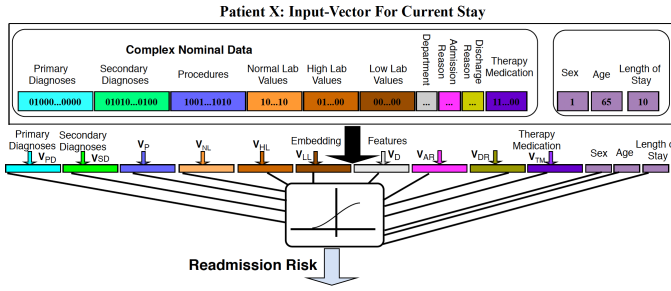 Patient X: Input-Vector For Current Stay
Complex Nominal Data
Primary Diagnoses
Secondary Diagnoses
Procedures
Normal Lab Values
High Lab Values
Low Lab Values
Department
Admission Reason
Discharge Reason
Therapy Medication
Sex
Age
Length of Stay
01000...0000
01010...0100
1001...1010
10...10
01...00
00...00
...
...
...
11...00
1
65
10
Primary Diagnoses
Secondary Diagnoses
Embedding
Features
Therapy Medication
Sex
Age
Length of Stay
VPD
VSD
VP
VNL
VHL
VLL
VD
VAR
VDR
VTM
Readmission Risk